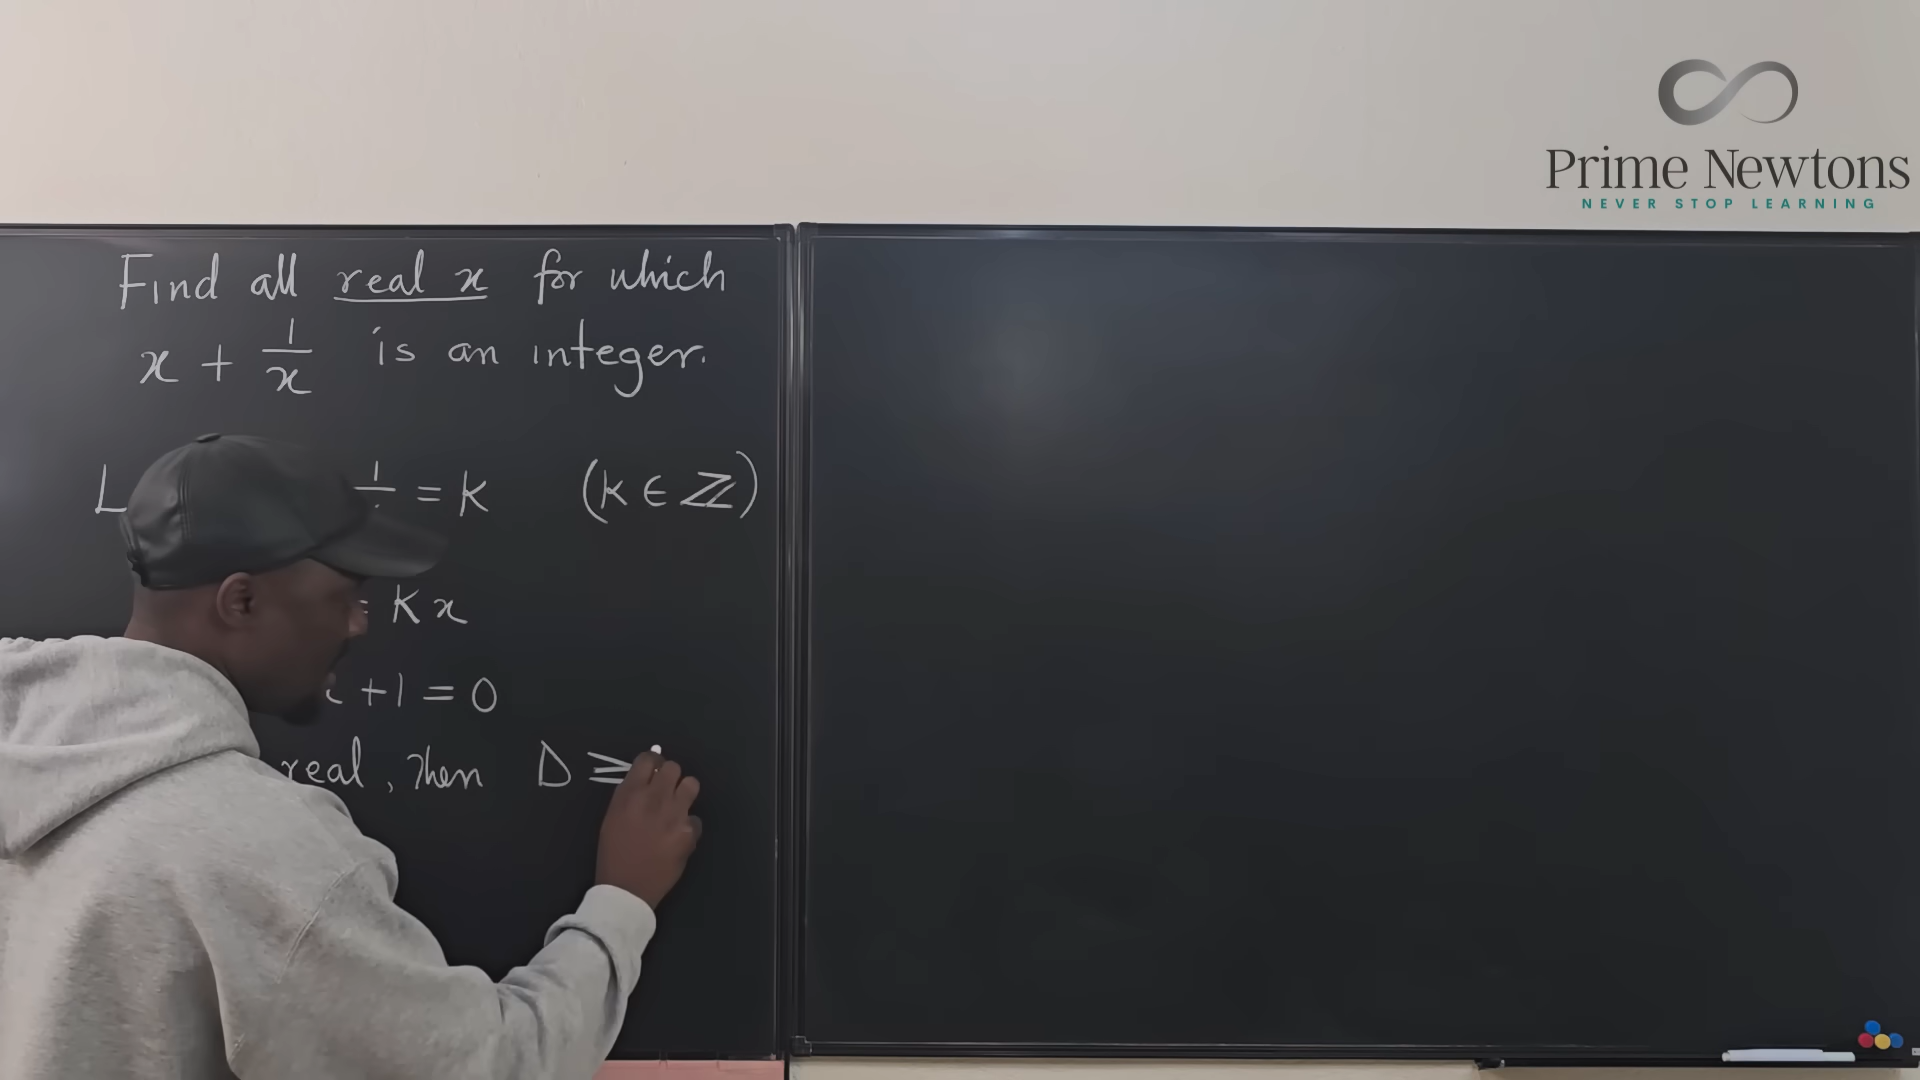 Prime Newtons
NEVER STOP LEARNING
Find all real x for which
x + 1/x is an integer.
L 1 = K (K ∈ ℤ)
= Kx
+1 = 0
real, then D ≥